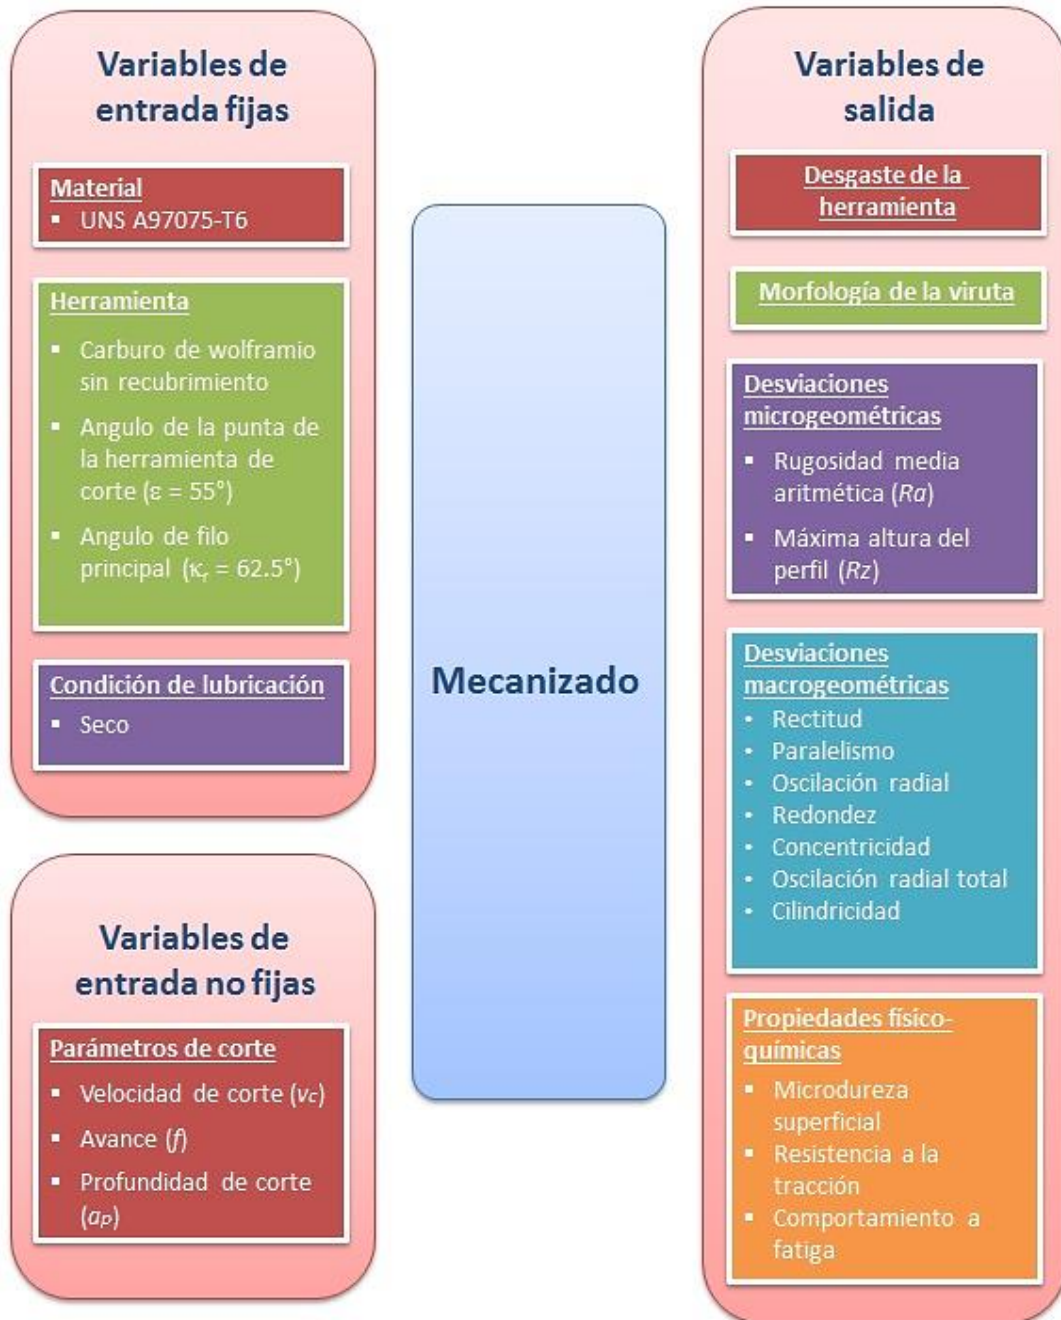 Variables de
entrada fijas
Material
▪ UNS A97075-T6
Herramienta
▪ Carburo de wolframio
sin recubrimiento
▪ Angulo de la punta de
la herramienta de
corte (ε = 55°)
▪ Angulo de filo
principal (κr = 62.5°)
Condición de lubricación
▪ Seco
Variables de
entrada no fijas
Parámetros de corte
▪ Velocidad de corte (vc)
▪ Avance (f)
▪ Profundidad de corte
(aP)
Mecanizado
Variables de
salida
Desgaste de la
herramienta
Morfología de la viruta
Desviaciones
microgeométricas
▪ Rugosidad media
aritmética (Ra)
▪ Máxima altura del
perfil (Rz)
Desviaciones
macrogeométricas
• Rectitud
• Paralelismo
• Oscilación radial
• Redondez
• Concentricidad
• Oscilación radial total
• Cilindricidad
Propiedades físico-
químicas
▪ Microdureza
superficial
▪ Resistencia a la
tracción
▪ Comportamiento a
fatiga